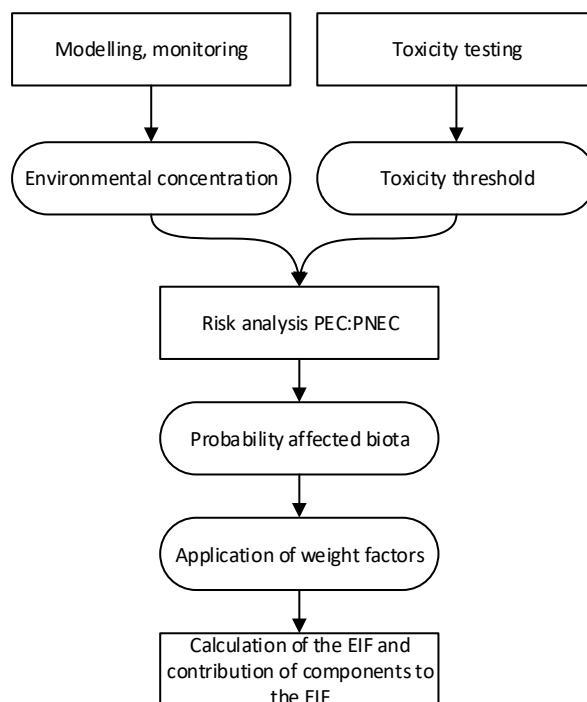 Modelling, monitoring
Toxicity testing
Environmental concentration
Toxicity threshold
Risk analysis PEC:PNEC
Probability affected biota
Application of weight factors
Calculation of the EIF and
contribution of components to
the EIF